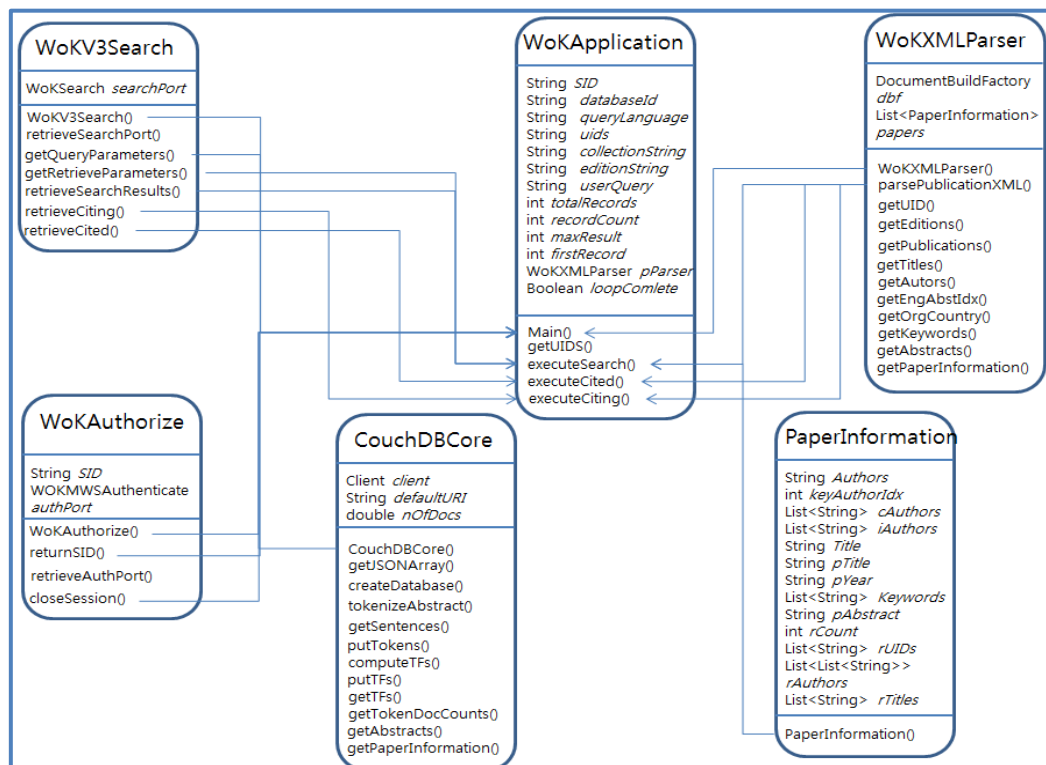 WoKV3Search
WoKSearch searchPort
WoKV3Search()
retrieveSearchPort()
getQueryParameters()
getRetrieveParameters()
retrieveSearchResults()
retrieveCiting()
retrieveCited()
WoKApplication
String SID
String databaseId
String queryLanguage
String uids
String collectionString
String editionString
String userQuery
int totalRecords
int recordCount
int maxResult
int firstRecord
WoKXMLParser pParser
Boolean loopComlete
Main()
getUIDS()
executeSearch()
executeCited()
executeCiting()
WoKXMLParser
DocumentBuildFactory
dbf
List<PaperInformation>
papers
WoKXMLParser()
parsePublicationXML()
getUID()
getEditions()
getPublications()
getTitles()
getAutors()
getEngAbstIdx()
getOrgCountry()
getKeywords()
getAbstracts()
getPaperInformation()
WoKAuthorize
String SID
WOKMWSAuthenticate
authPort
WoKAuthorize()
returnSID()
retrieveAuthPort()
closeSession()
CouchDBCore
Client client
String defaultURI
double nOfDocs
CouchDBCore()
getJSONArray()
createDatabase()
tokenizeAbstract()
getSentences()
putTokens()
computeTFs()
putTFs()
getTFs()
getTokenDocCounts()
getAbstracts()
getPaperInformation()
PaperInformation
String Authors
int keyAuthorIdx
List<String> cAuthors
List<String> iAuthors
String Title
String pTitle
String pYear
List<String> Keywords
String pAbstract
int rCount
List<String> rUIDs
List<List<String>>
rAuthors
List<String> rTitles
PaperInformation()